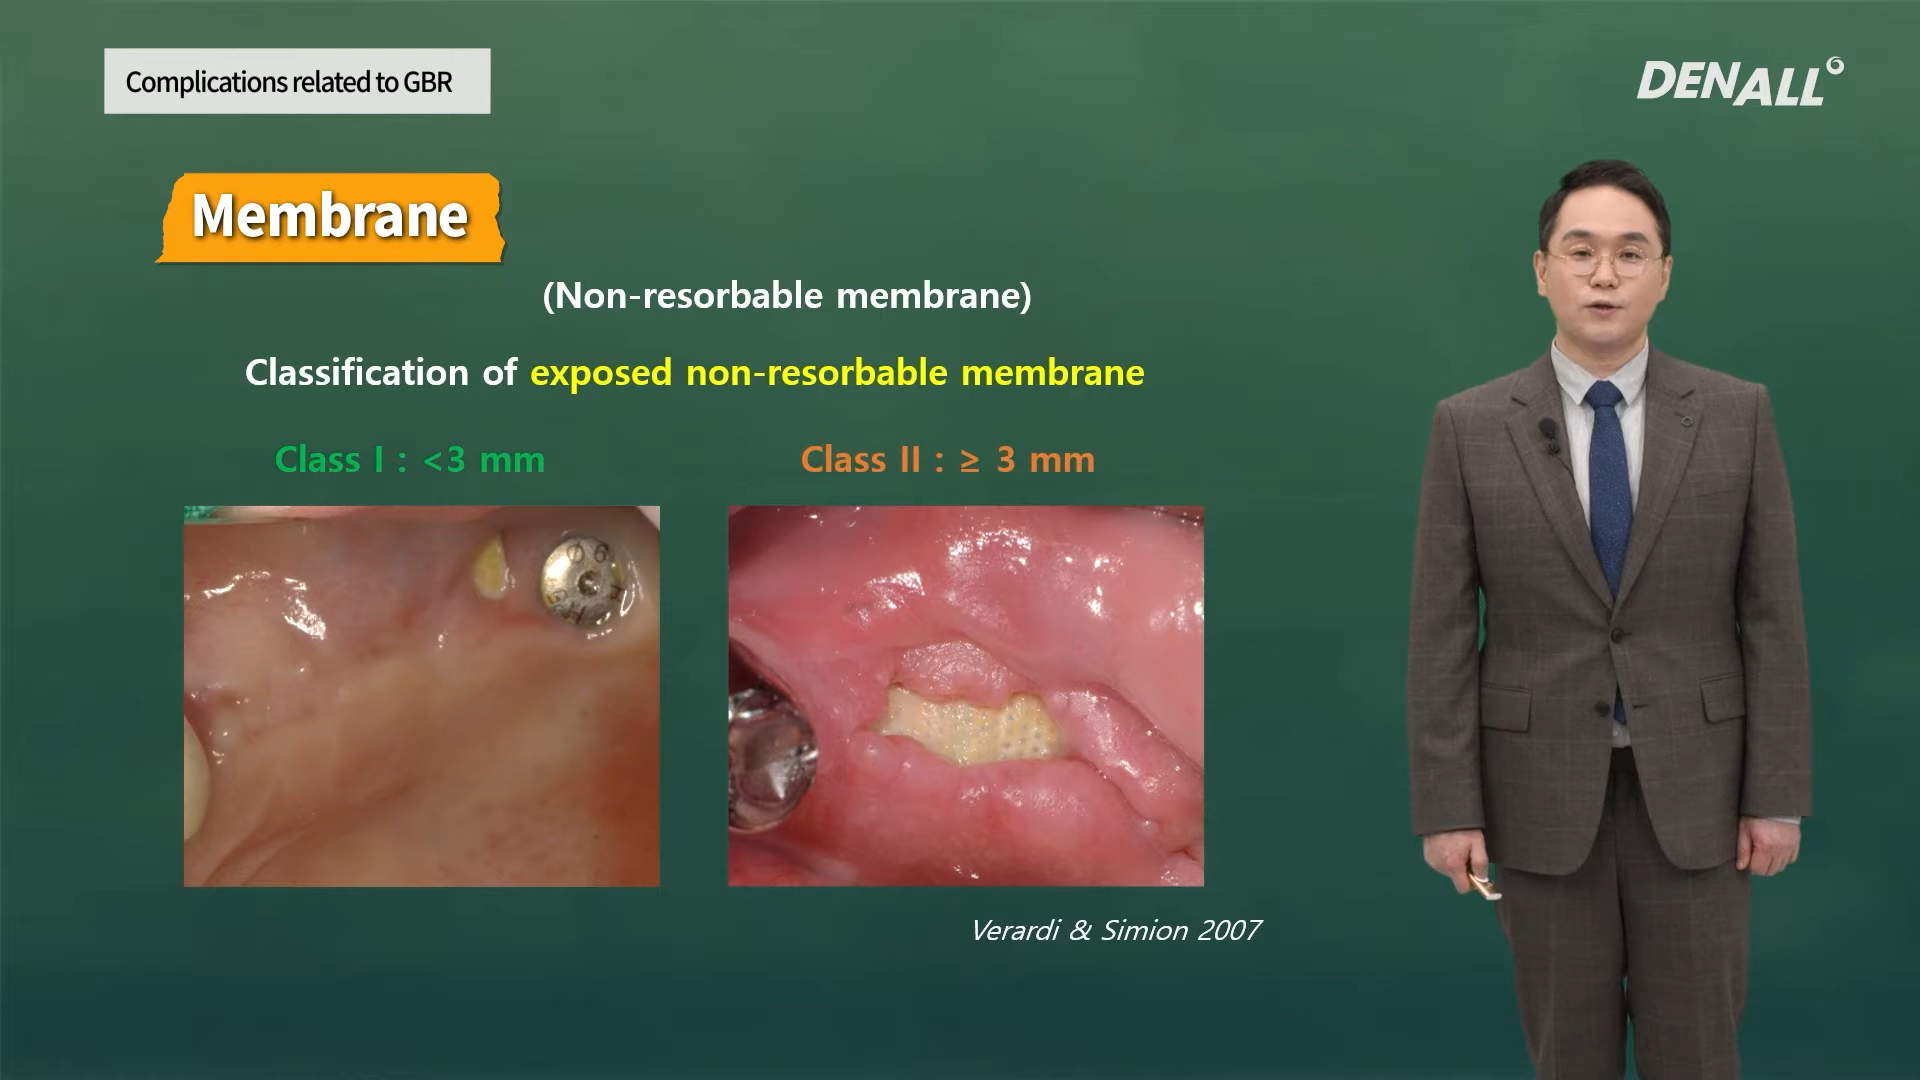 Complications related to GBR
DENALL
Membrane
(Non-resorbable membrane)
Classification of exposed non-resorbable membrane
Class I : <3 mm
Class II : ≥ 3 mm
Verardi & Simion 2007